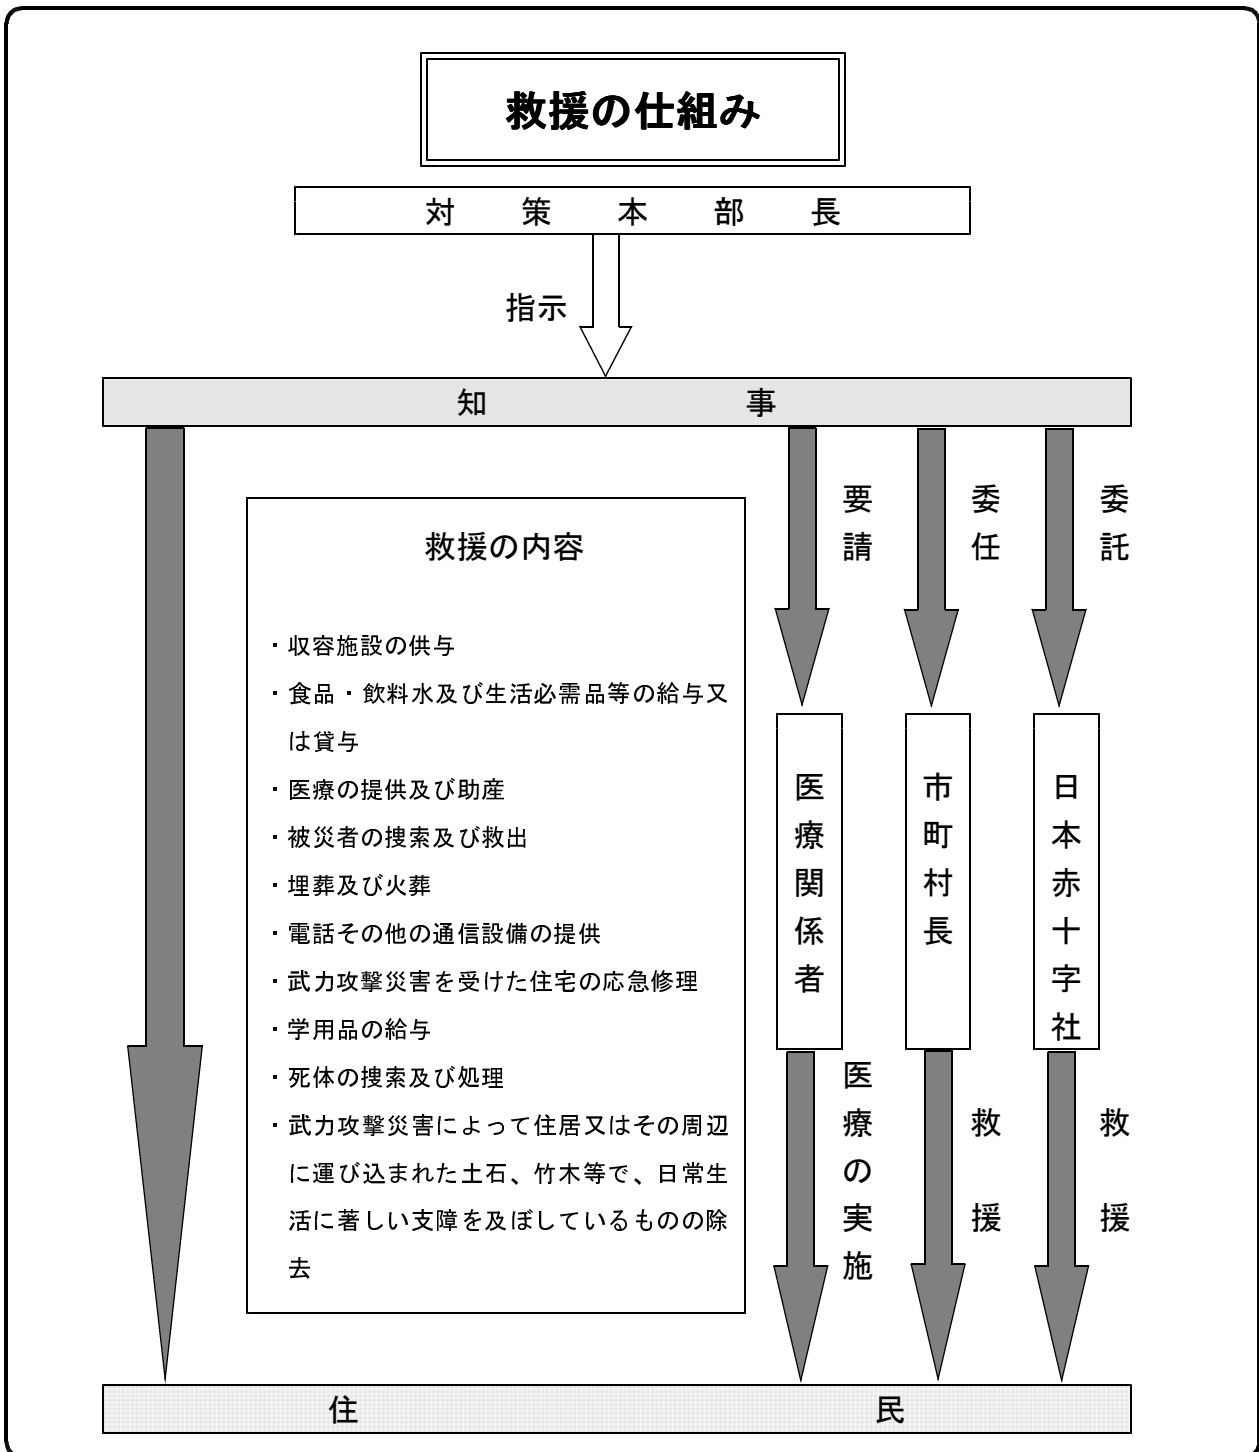 救援の仕組み
対策本部長
指示
知事
要請
委任
委託
救援の内容
・収容施設の供与
・食品・飲料水及び生活必需品等の給与又
は貸与
・医療の提供及び助産
・被災者の捜索及び救出
・埋葬及び火葬
・電話その他の通信設備の提供
・武力攻撃災害を受けた住宅の応急修理
・学用品の給与
・死体の捜索及び処理
・武力攻撃災害によって住居又はその周辺
に運び込まれた土石、竹木等で、日常生
活に著しい支障を及ぼしているものの除
去
医療関係者
市町村長
日本赤十字社
医療の実施
救援
救援
住民